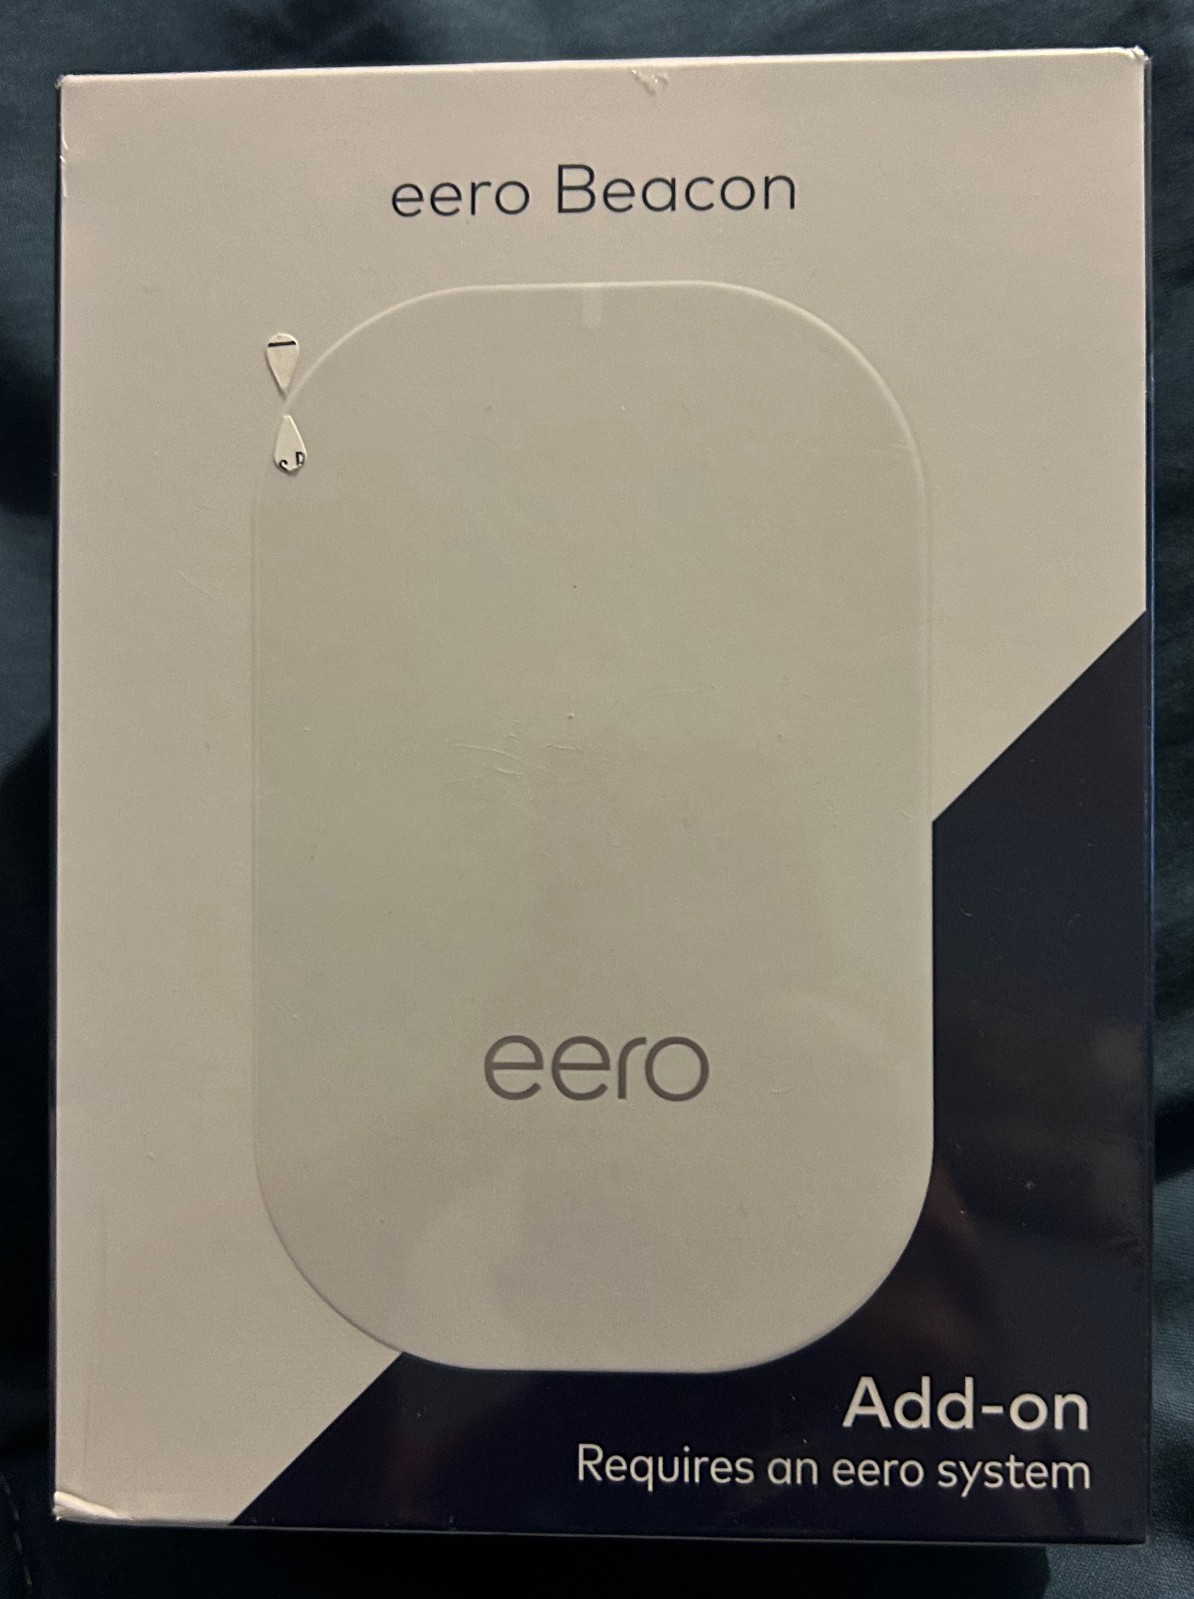 eero Beacon
eero
Add-on
Requires an eero system